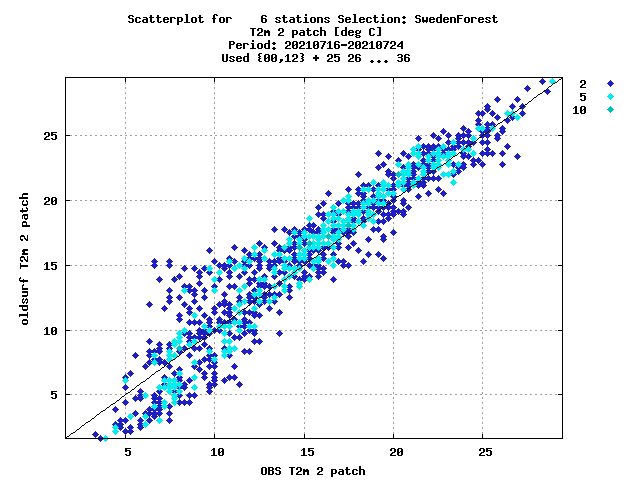 Scatterplot for    6 stations Selection: SwedenForest
T2m 2 patch [deg C]
Period: 20210716-20210724
Used {00,12} + 25 26 ... 36
2
5
10
25
20
15
10
5
oldsurf T2m 2 patch
5 10 15 20 25
OBS T2m 2 patch